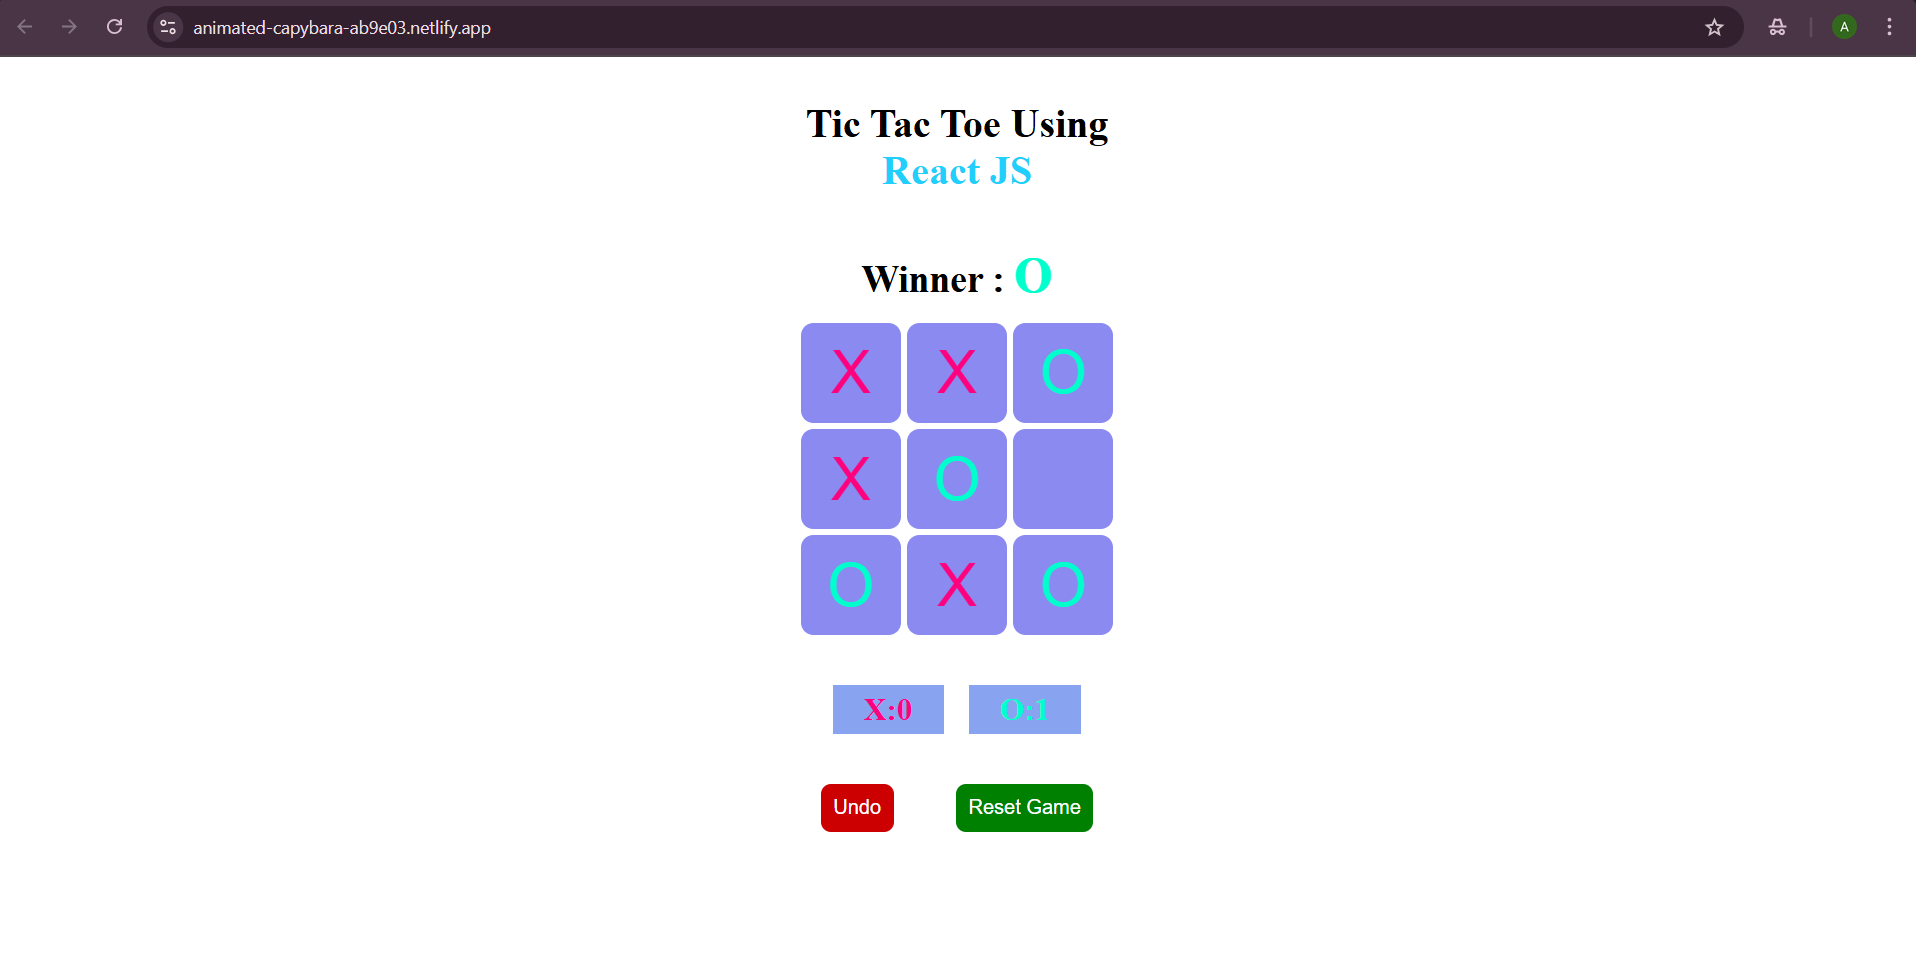 animated-capybara-ab9e03.netlify.app
A
Tic Tac Toe Using
React JS
Winner : O
X X O
X O
O X O
X:0 O:1
Undo Reset Game